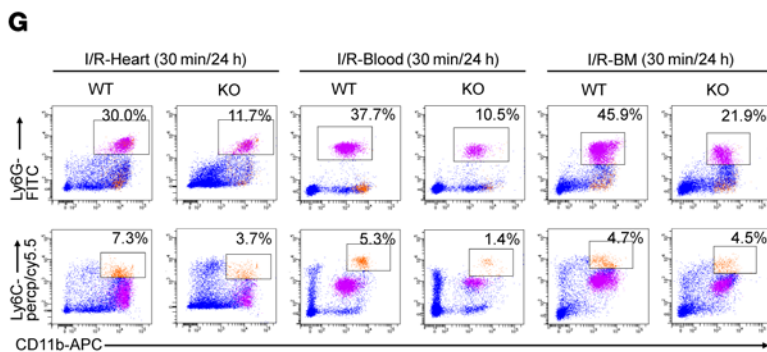 G
I/R-Heart (30 min/24 h) I/R-Blood (30 min/24 h) I/R-BM (30 min/24 h)
WT KO WT KO WT KO
30.0% 11.7% 37.7% 10.5% 45.9% 21.9%
Ly6G-
FITC
7.3% 3.7% 5.3% 1.4% 4.7% 4.5%
Ly6C-
percp/cy5.5
CD11b-APC